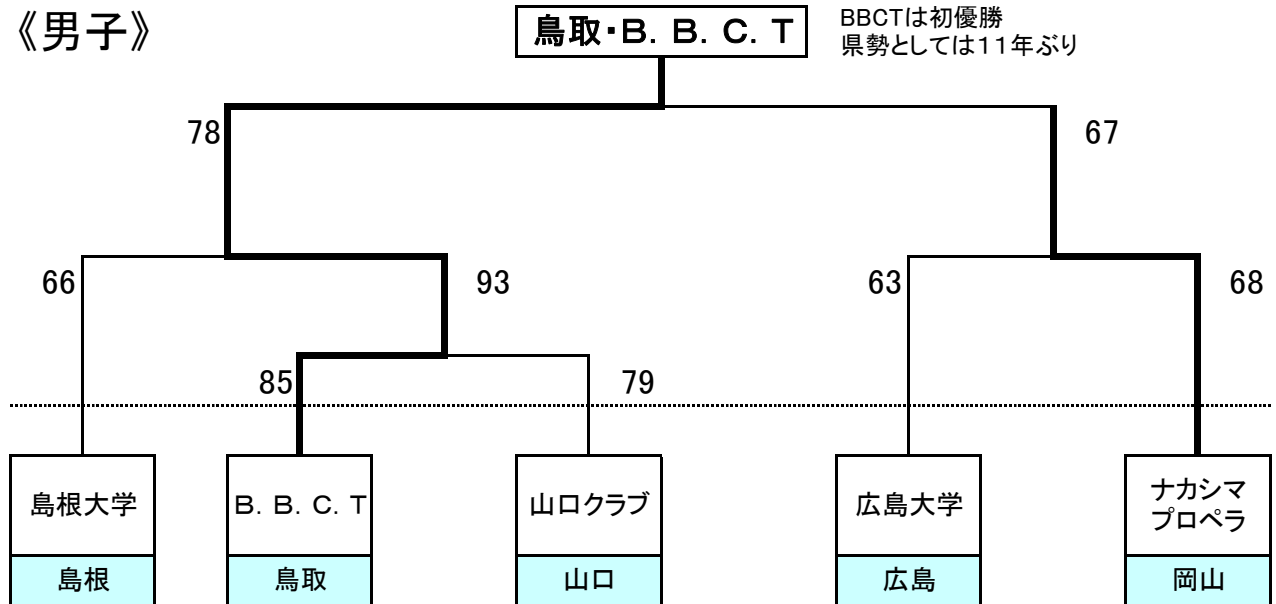 《男子》
鳥取・B．B．C．T
BBCTは初優勝
県勢としては11年ぶり
78
67
66
93
63
68
85
79
島根大学
B．B．C．T
山口クラブ
広島大学
ナカシマ
プロペラ
島根
鳥取
山口
広島
岡山